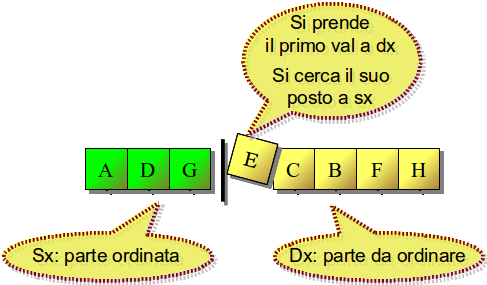 Si prende
il primo val a dx
Si cerca il suo
posto a sx
A D G E C B F H
Sx: parte ordinata
Dx: parte da ordinare